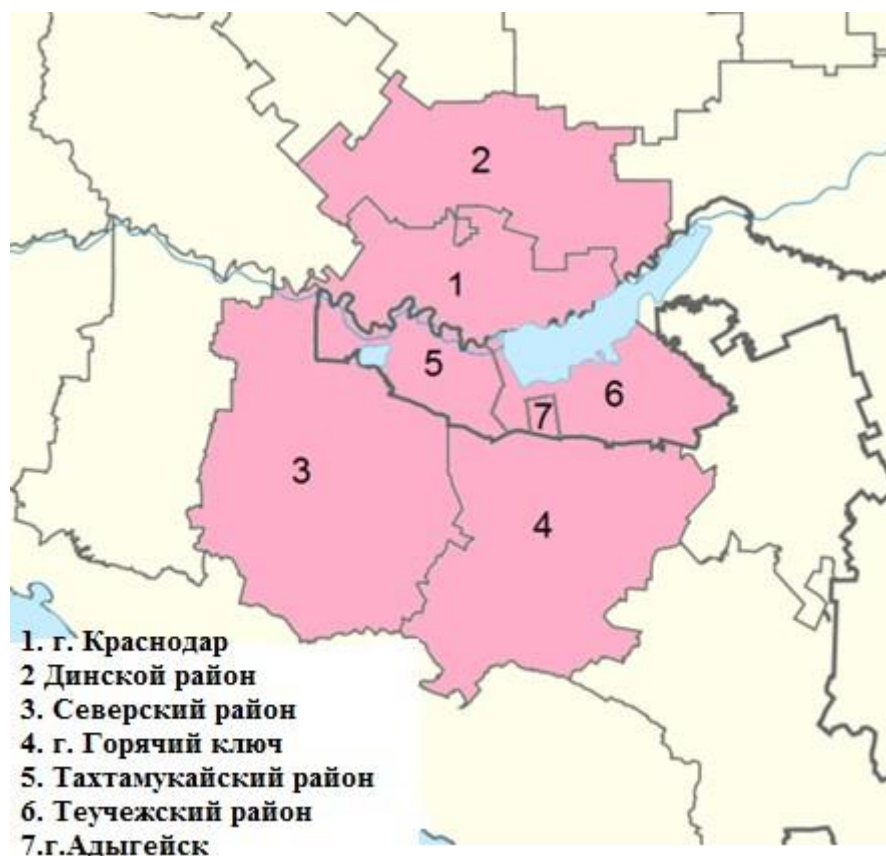 2
1
5
6
7
3
4
1. г. Краснодар
2 Динской район
3. Северский район
4. г. Горячий ключ
5. Тахтамукайский район
6. Теучежский район
7.г.Адыгейск